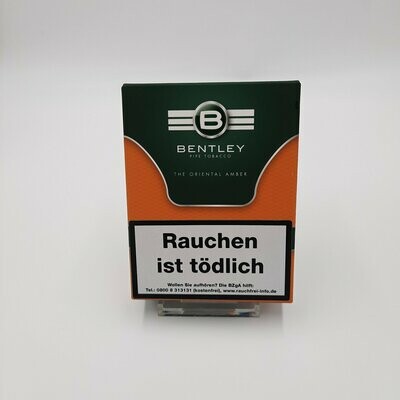 B
BENTLEY
PIPE TOBACCO
THE ORIENTAL AMBER
Rauchen
ist tödlich
Wollen Sie aufhören? Die BZgA hilft:
Tel.: 0800 8 313131 (kostenfrei), www.rauchfrei-info.de